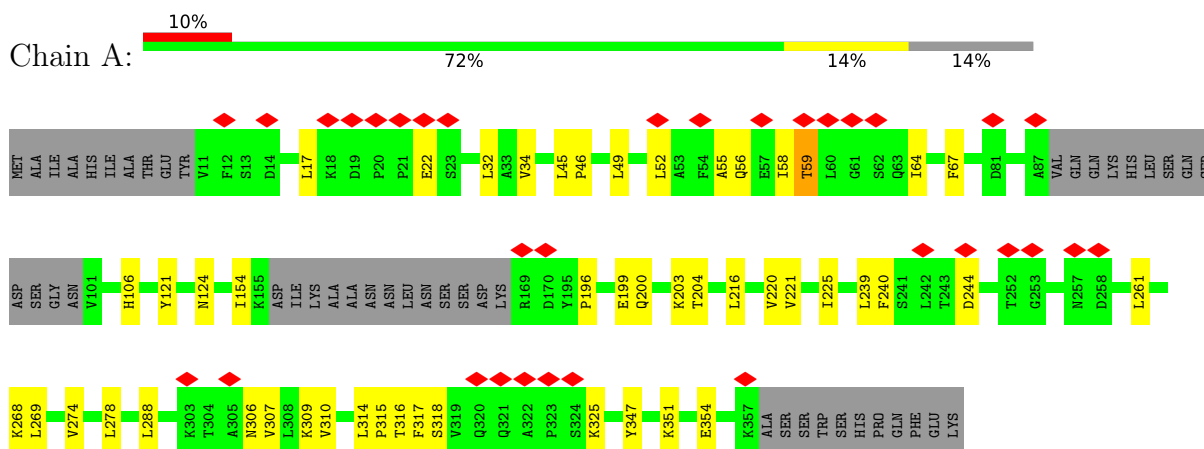 10%
Chain A:
72% 14% 14%
MET ALA ILE ALA HIS ILE ALA THR GLU TYR V11 F12 S13 D14 L17 K18 D19 P20 P21 E22 S23 L32 A33 V34 L45 P46 L49 L52 A53 F54 A55 Q56 E57 I58 T59 L60 G61 S62 Q63 I64 F67 D81 A87 VAL GLN GLN LYS HIS LEU SER GLN
ASP SER GLY ASN V101 H106 Y121 N124 I154 K155 ASP ILE LYS ALA ALA ASN ASN LEU ASN SER SER ASP LYS R169 D170 Y195 P196 E199 Q200 K203 T204 L216 V220 V221 I225 L239 F240 S241 L242 T243 D244 T252 G253 N257 D258 L261
K268 L269 V274 L278 L288 K303 T304 A305 N306 V307 L308 K309 V310 L314 P315 T316 F317 S318 V319 Q320 Q321 A322 P323 S324 K325 Y347 K351 E354 K357 ALA SER SER TRP SER HIS PRO GLN PHE GLU LYS